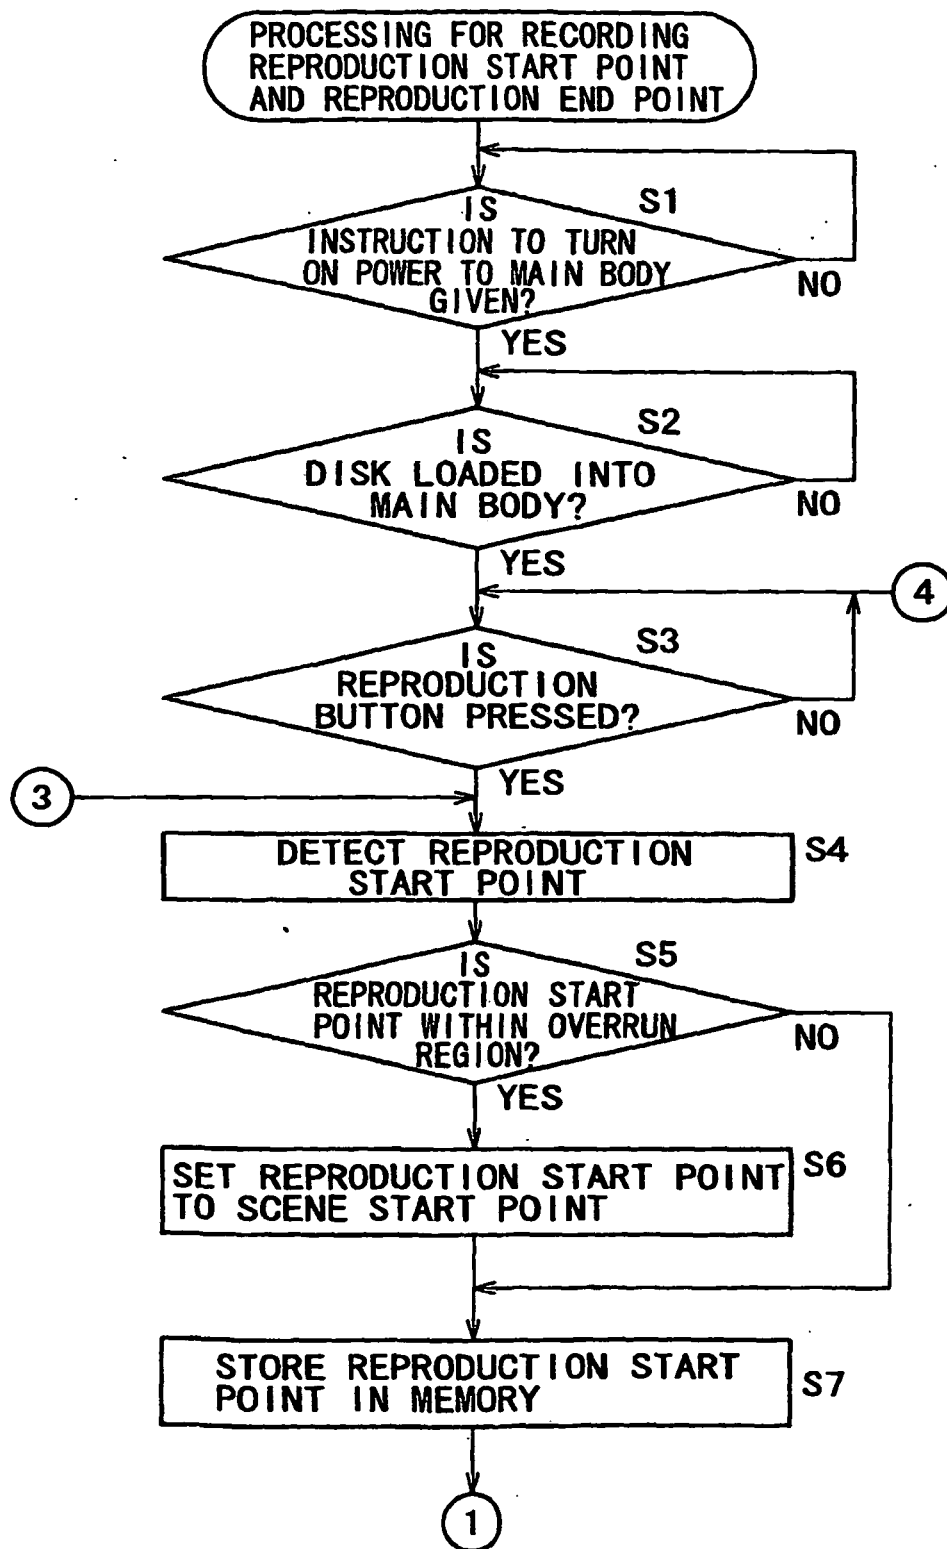 PROCESSING FOR RECORDING
REPRODUCTION START POINT
AND REPRODUCTION END POINT
S1
IS
INSTRUCTION TO TURN
ON POWER TO MAIN BODY
GIVEN?
NO
YES
S2
IS
DISK LOADED INTO
MAIN BODY?
NO
YES
4
S3
IS
REPRODUCTION
BUTTON PRESSED?
NO
YES
3
DETECT REPRODUCTION
START POINT
S4
S5
IS
REPRODUCTION START
POINT WITHIN OVERRUN
REGION?
NO
YES
SET REPRODUCTION START POINT
TO SCENE START POINT
S6
STORE REPRODUCTION START
POINT IN MEMORY
S7
1